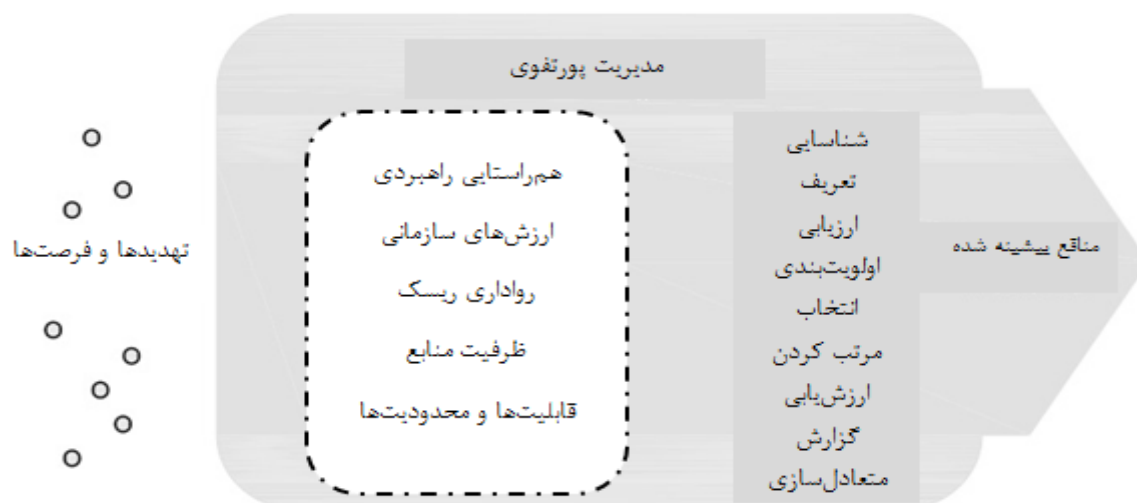 مدیریت پورتفوی
تهدیدها و فرصت‌ها
هم‌راستایی راهبردی
ارزش‌های سازمانی
رواداری ریسک
ظرفیت منابع
قابلیت‌ها و محدودیت‌ها
شناسایی
تعریف
ارزیابی
اولویت‌بندی
انتخاب
مرتب کردن
ارزش‌یابی
گزارش
متعادل‌سازی
مناقع بیشینه شده